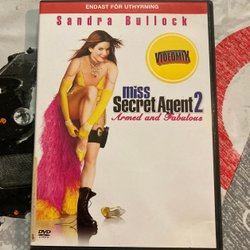 ENDAST FÖR UTHYRNING
Sandra Bullock
VIDEOMIX
miss
Secret Agent 2
Armed and Fabulous
DVD